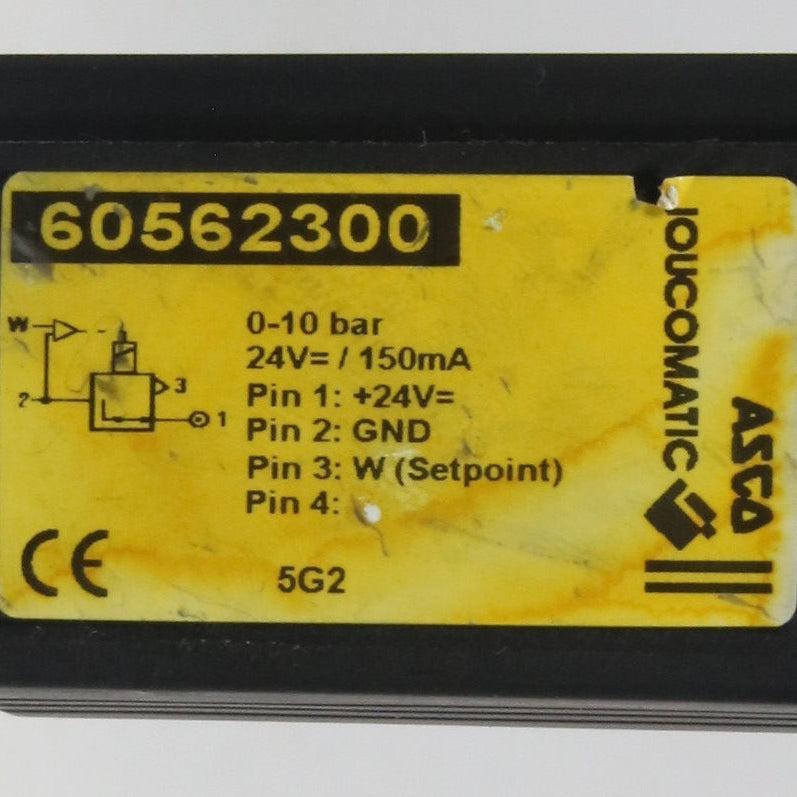 60562300
W
2
3
1
0-10 bar
24V= / 150mA
Pin 1: +24V=
Pin 2: GND
Pin 3: W (Setpoint)
Pin 4:
CE
5G2
JOUCOMATIC
ASCO